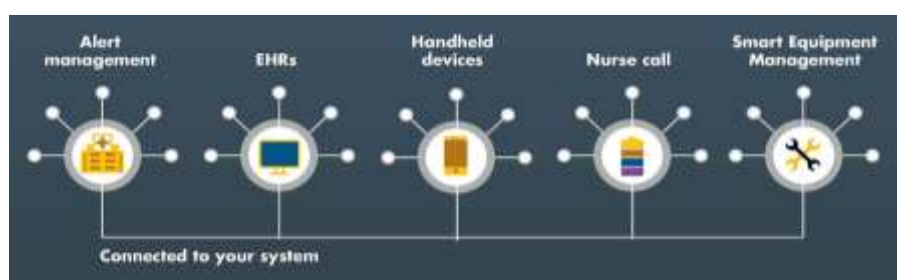 Alert
management
EHRs
Handheld
devices
Nurse call
Smart Equipment
Management
Connected to your system